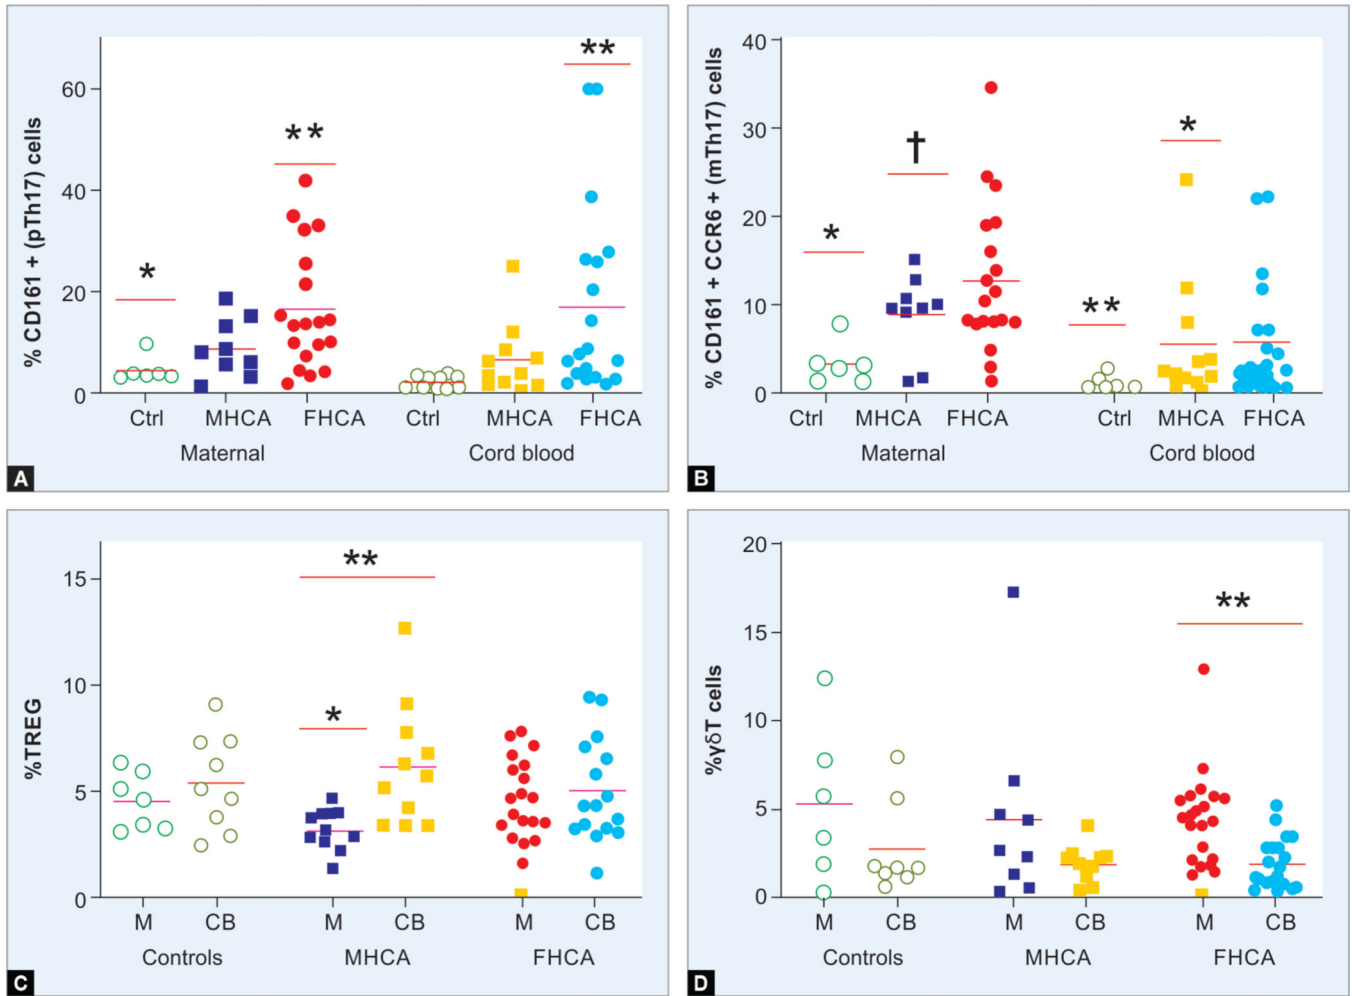 % CD161 + (pTh17) cells
60
40
20
0
*
**
**
Ctrl MHCA FHCA Ctrl MHCA FHCA
Maternal Cord blood
A
% CD161 + CCR6 + (mTh17) cells
40
30
20
10
0
*
†
**
*
Ctrl MHCA FHCA Ctrl MHCA FHCA
Maternal Cord blood
B
%TREG
15
10
5
0
**
*
M CB M CB M CB
Controls MHCA FHCA
C
%γδT cells
20
15
10
5
0
**
M CB M CB M CB
Controls MHCA FHCA
D